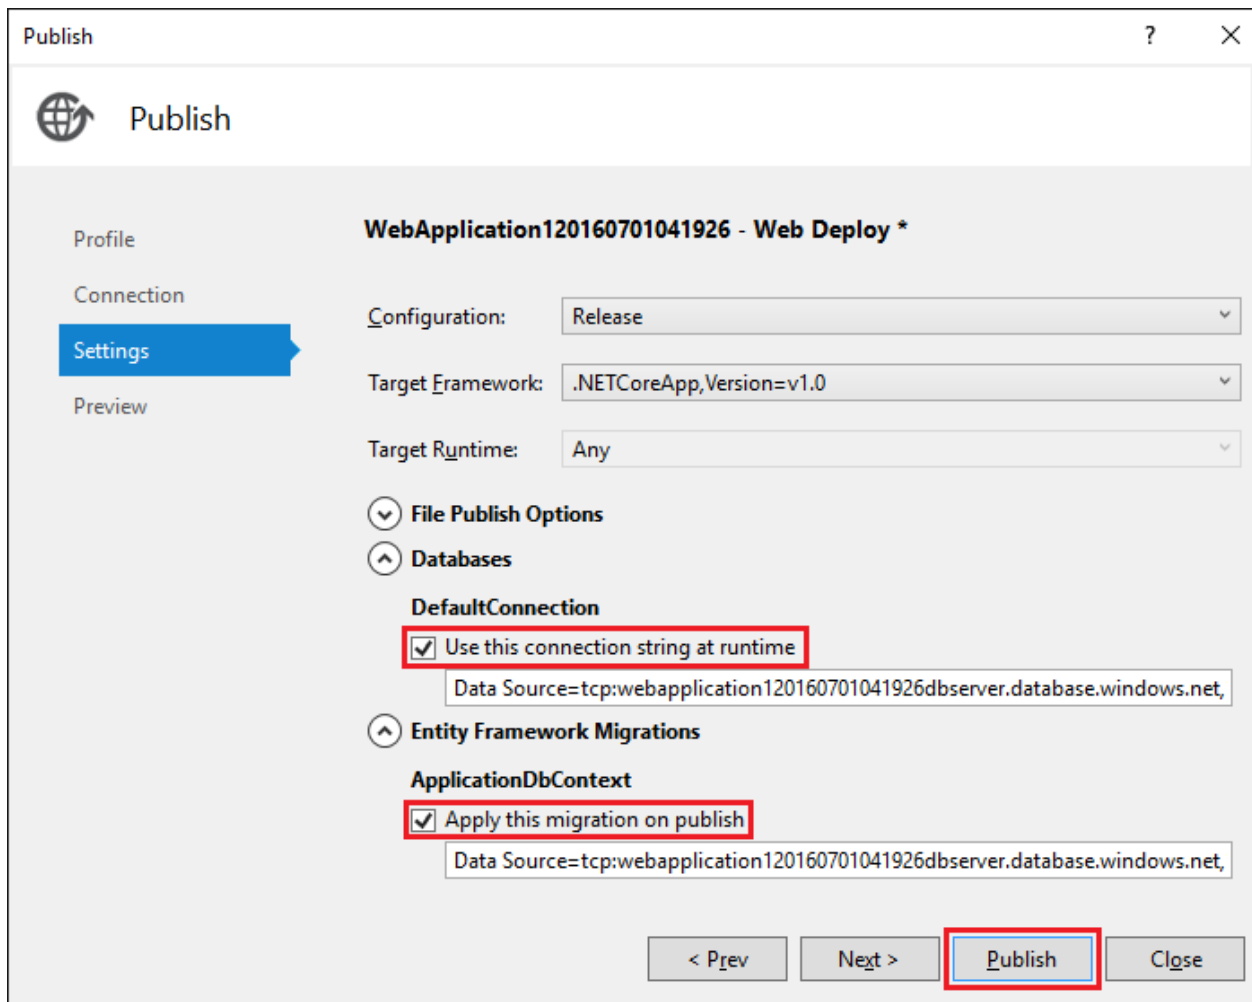 Publish
?
Publish
Profile
Connection
Settings
Preview
WebApplication120160701041926 - Web Deploy *
Configuration: Release
Target Framework: .NETCoreApp,Version=v1.0
Target Runtime: Any
File Publish Options
Databases
DefaultConnection
Use this connection string at runtime
Data Source=tcp:webapplication120160701041926dbserver.database.windows.net,
Entity Framework Migrations
ApplicationDbContext
Apply this migration on publish
Data Source=tcp:webapplication120160701041926dbserver.database.windows.net,
< Prev Next > Publish Close